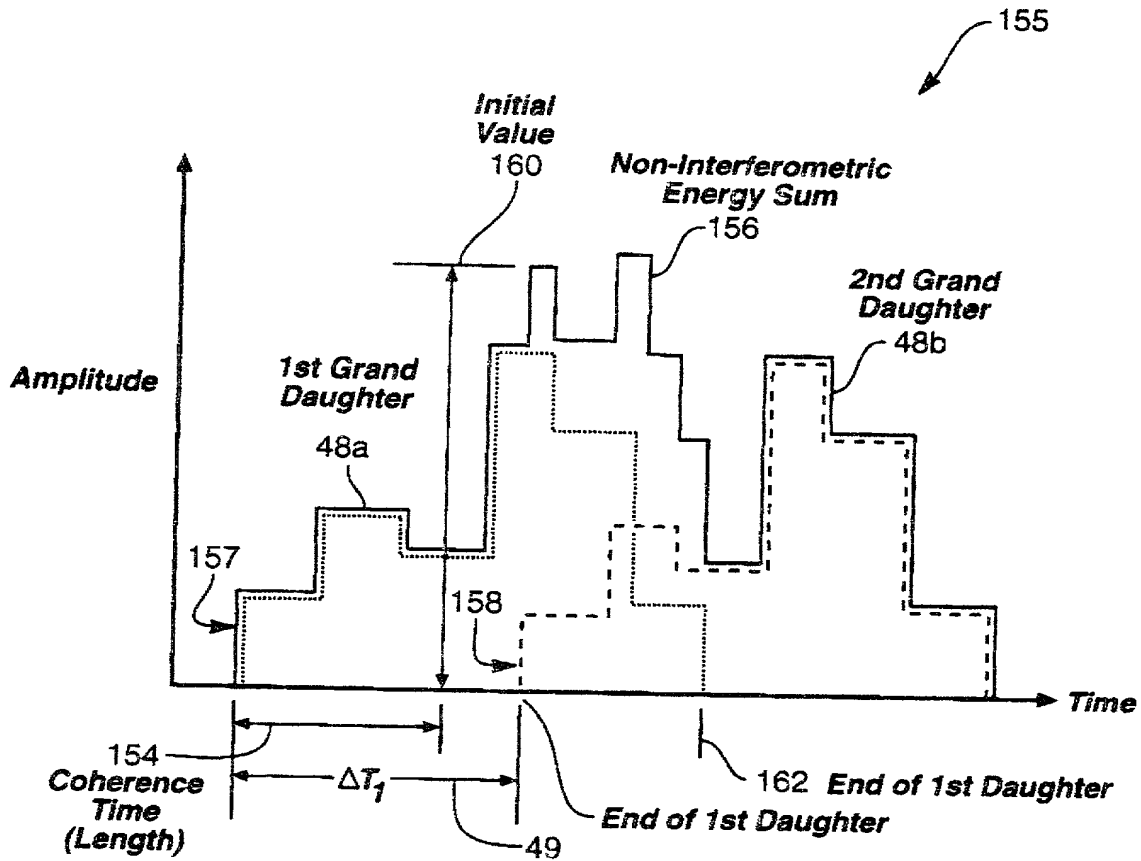 155
Initial
Value
160
Non-Interferometric
Energy Sum
156
2nd Grand
Daughter
48b
Amplitude
1st Grand
Daughter
48a
157
158
Time
154
Coherence
Time
(Length)
ΔT1
49
162 End of 1st Daughter
End of 1st Daughter